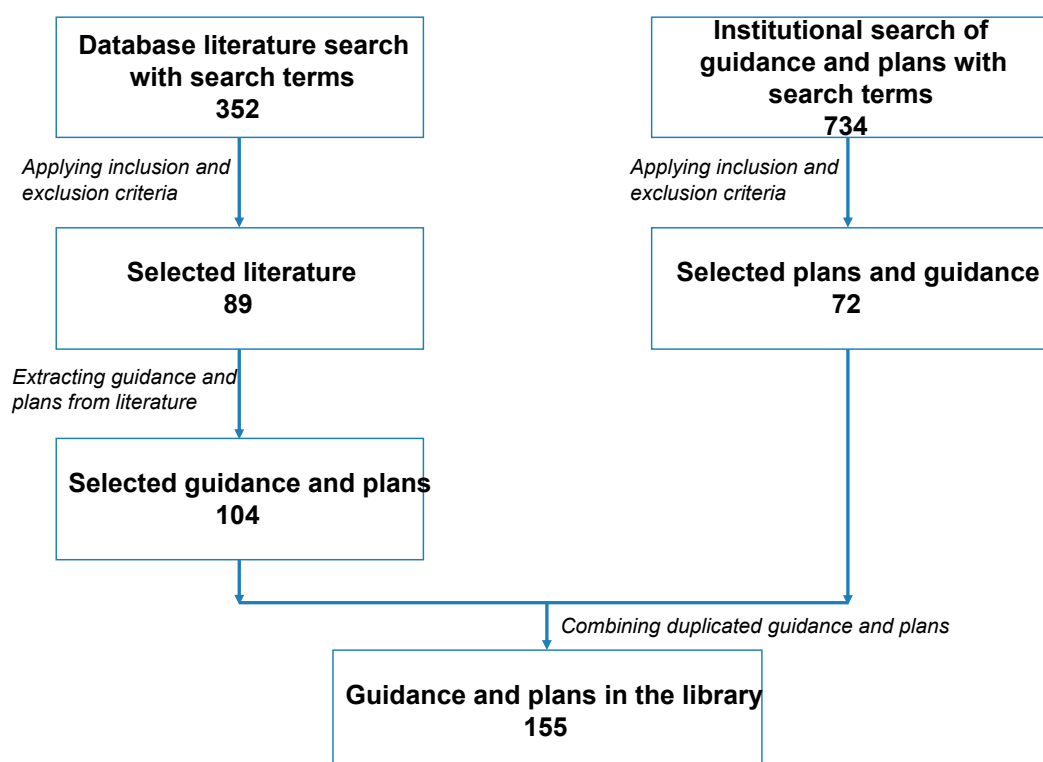 Database literature search
with search terms
352
Institutional search of
guidance and plans with
search terms
734
Applying inclusion and
exclusion criteria
Applying inclusion and
exclusion criteria
Selected literature
89
Selected plans and guidance
72
Extracting guidance and
plans from literature
Selected guidance and plans
104
Combining duplicated guidance and plans
Guidance and plans in the library
155